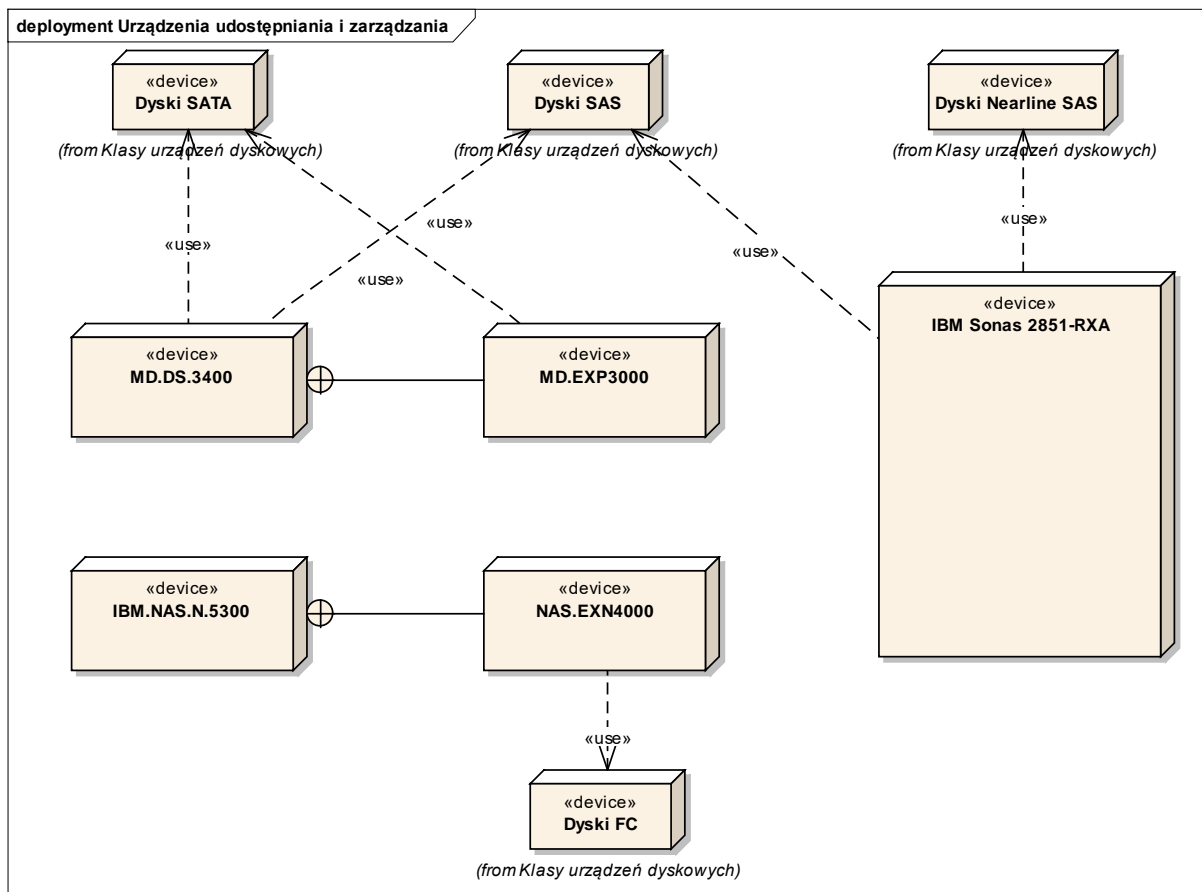 deployment Urządzenia udostępniania i zarządzania
«device»
Dyski SATA
(from Klasy urządzeń dyskowych)
«device»
Dyski SAS
(from Klasy urządzeń dyskowych)
«device»
Dyski Nearline SAS
(from Klasy urządzeń dyskowych)
«use»
«use»
«use»
«use»
«use»
«device»
MD.DS.3400
«device»
MD.EXP3000
«device»
IBM Sonas 2851-RXA
«device»
IBM.NAS.N.5300
«device»
NAS.EXN4000
«use»
«device»
Dyski FC
(from Klasy urządzeń dyskowych)